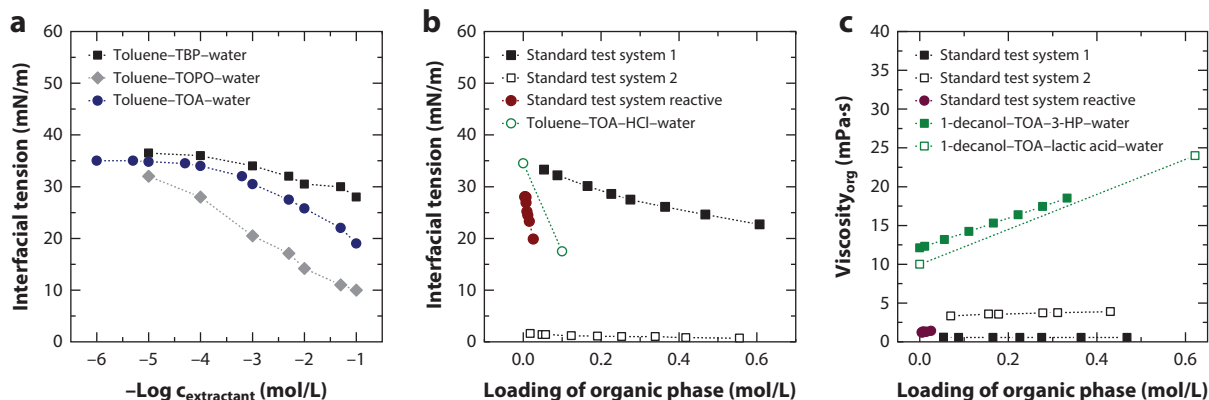 a
Interfacial tension (mN/m)
60
50
40
30
20
10
0
Toluene–TBP–water
Toluene–TOPO–water
Toluene–TOA–water
–6
–5
–4
–3
–2
–1
–Log c_extractant (mol/L)
b
Interfacial tension (mN/m)
60
50
40
30
20
10
0
Standard test system 1
Standard test system 2
Standard test system reactive
Toluene–TOA–HCl–water
0.0
0.2
0.4
0.6
Loading of organic phase (mol/L)
c
Viscosity_org (mPa·s)
40
35
30
25
20
15
10
5
0
Standard test system 1
Standard test system 2
Standard test system reactive
1-decanol–TOA–3-HP–water
1-decanol–TOA–lactic acid–water
0.0
0.2
0.4
0.6
Loading of organic phase (mol/L)